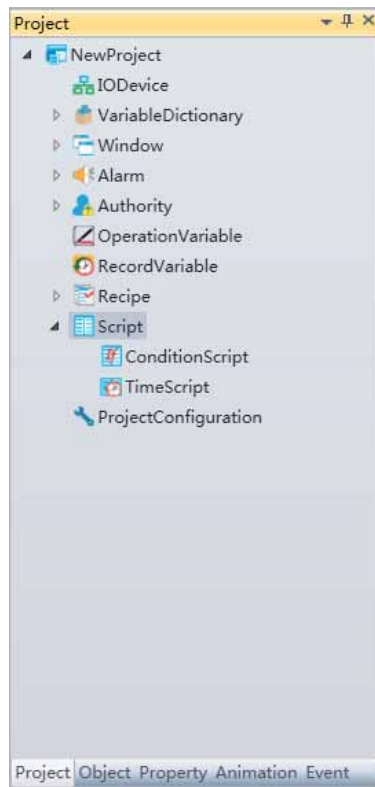 Project
NewProject
IODevice
VariableDictionary
Window
Alarm
Authority
OperationVariable
RecordVariable
Recipe
Script
ConditionScript
TimeScript
ProjectConfiguration
Project Object Property Animation Event